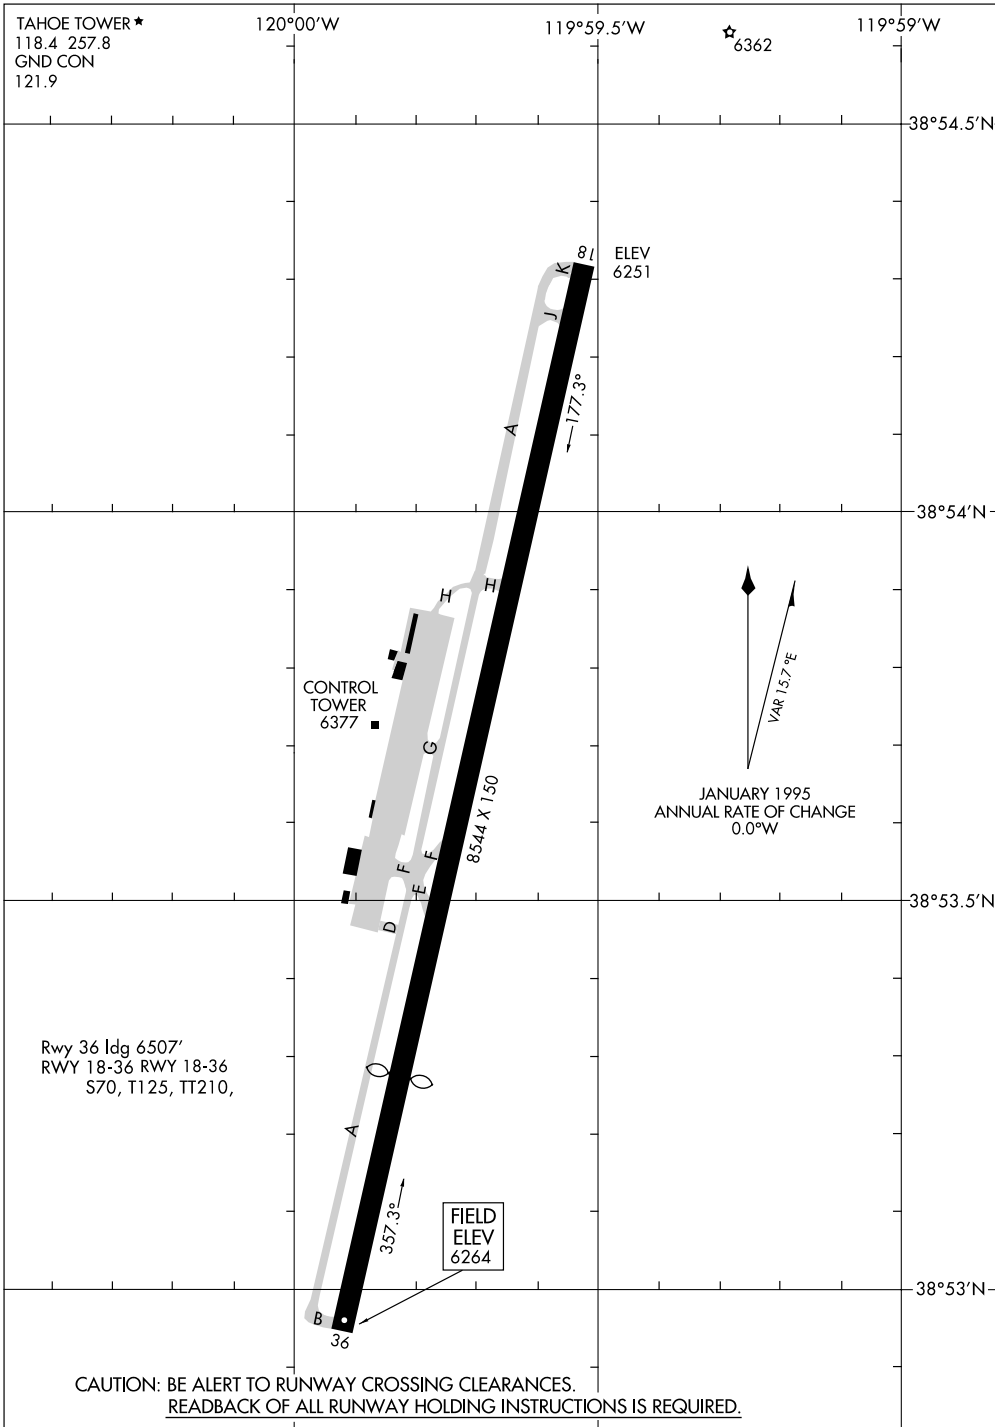 TAHOE TOWER★
118.4 257.8
GND CON
121.9
120°00'W
119°59.5'W
119°59'W
6362
38°54.5'N
18
ELEV
6251
K
J
177.3°
A
38°54'N
H
H
CONTROL
TOWER
6377
VAR 15.7 °E
G
JANUARY 1995
ANNUAL RATE OF CHANGE
0.0°W
8544 X 150
F
F
E
38°53.5'N
D
Rwy 36 ldg 6507'
RWY 18-36 RWY 18-36
S70, T125, TT210,
A
357.3°
FIELD
ELEV
6264
38°53'N
B
36
CAUTION: BE ALERT TO RUNWAY CROSSING CLEARANCES.
READBACK OF ALL RUNWAY HOLDING INSTRUCTIONS IS REQUIRED.